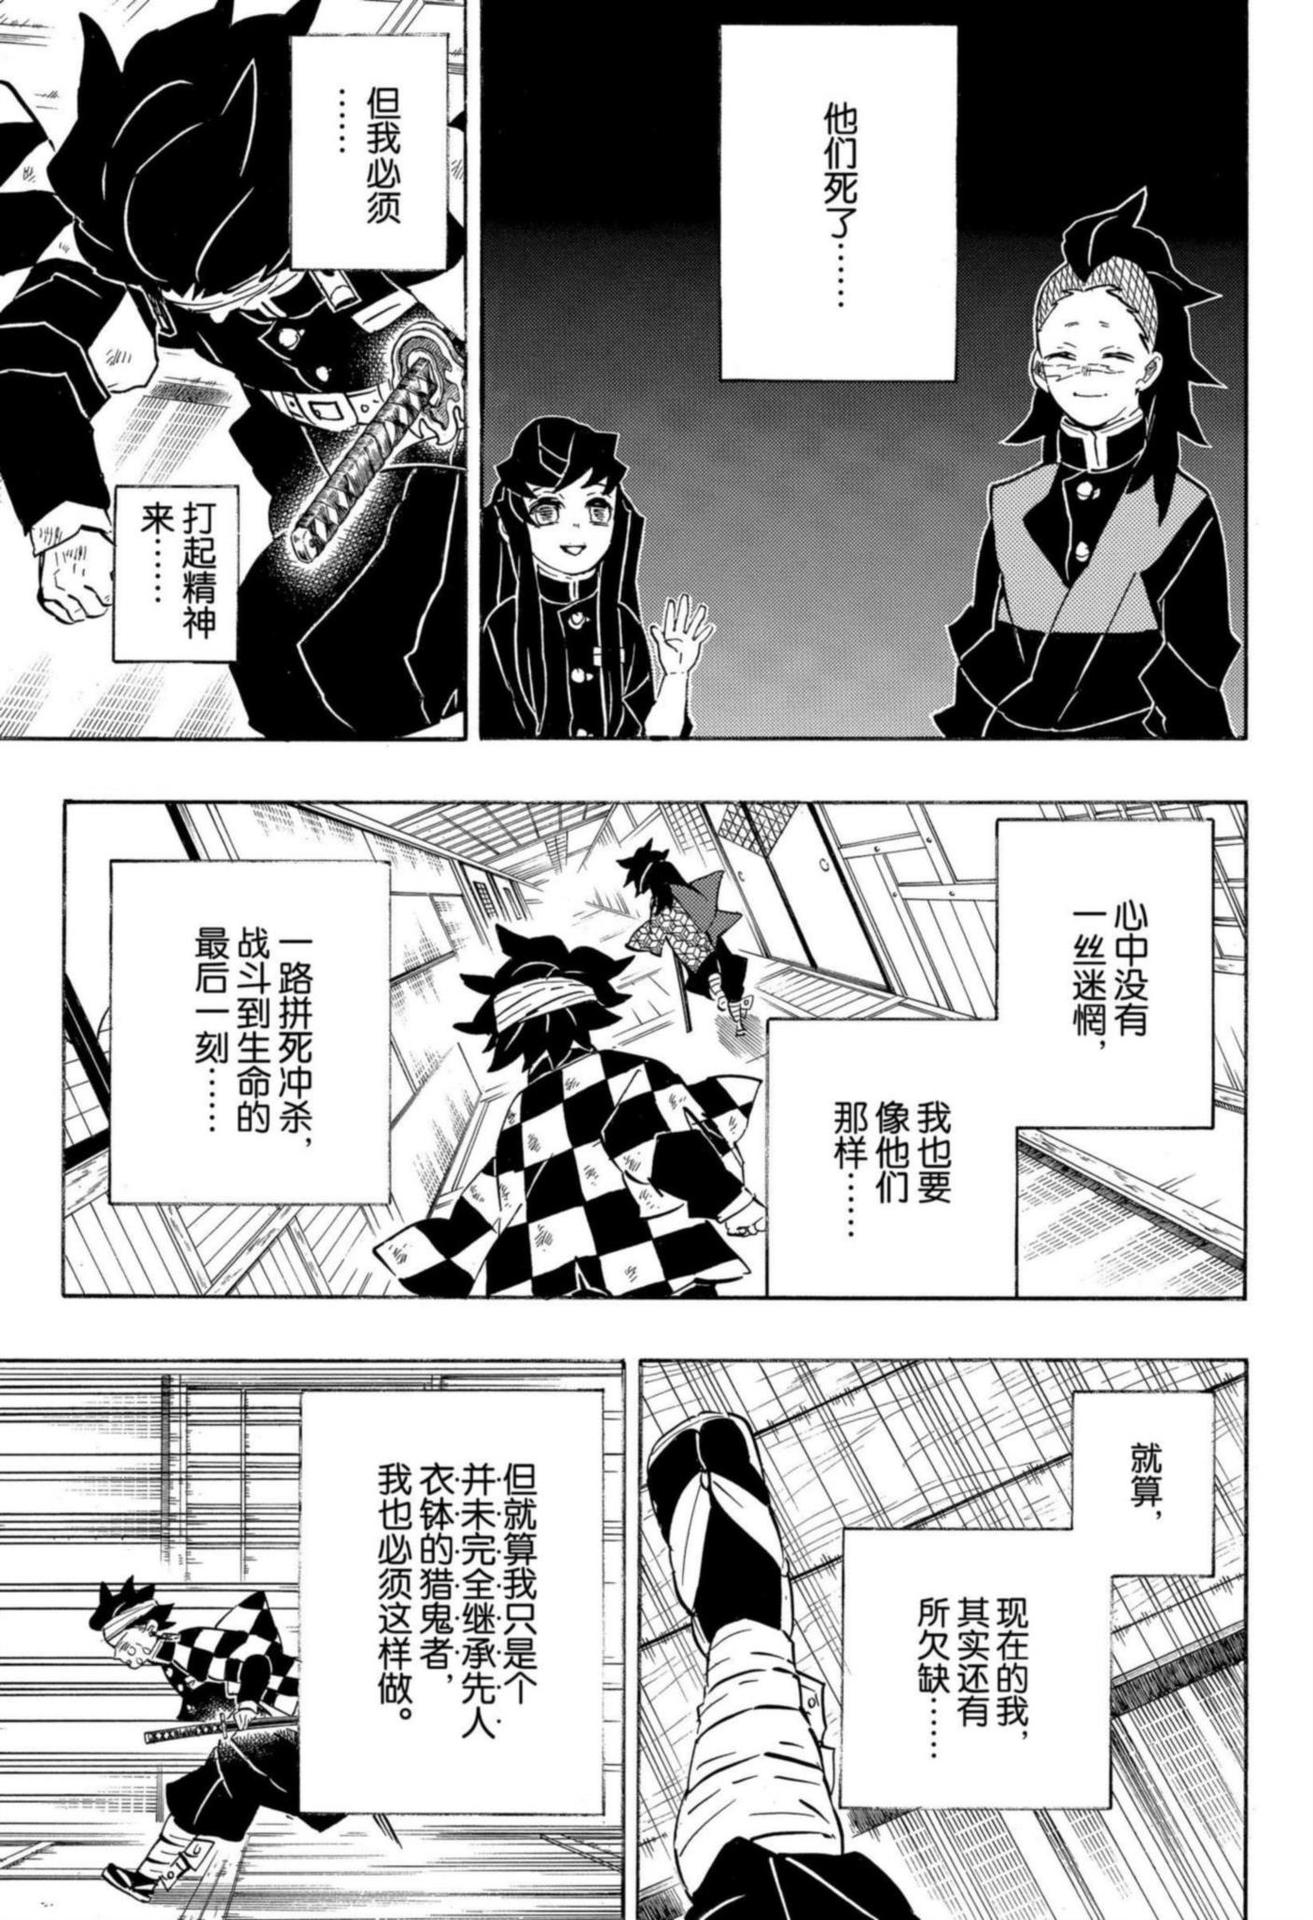 他们死了……
但我必须
……
打起精神
来……
心中没有
一丝迷惘，
我也要
像他们
那样……
一路拼死冲杀，
战斗到生命的
最后一刻……
就算，
现在的我，
其实还有
所欠缺……
但就算我只是个
并未完全继承先人
衣钵的猎鬼者，
我也必须这样做。